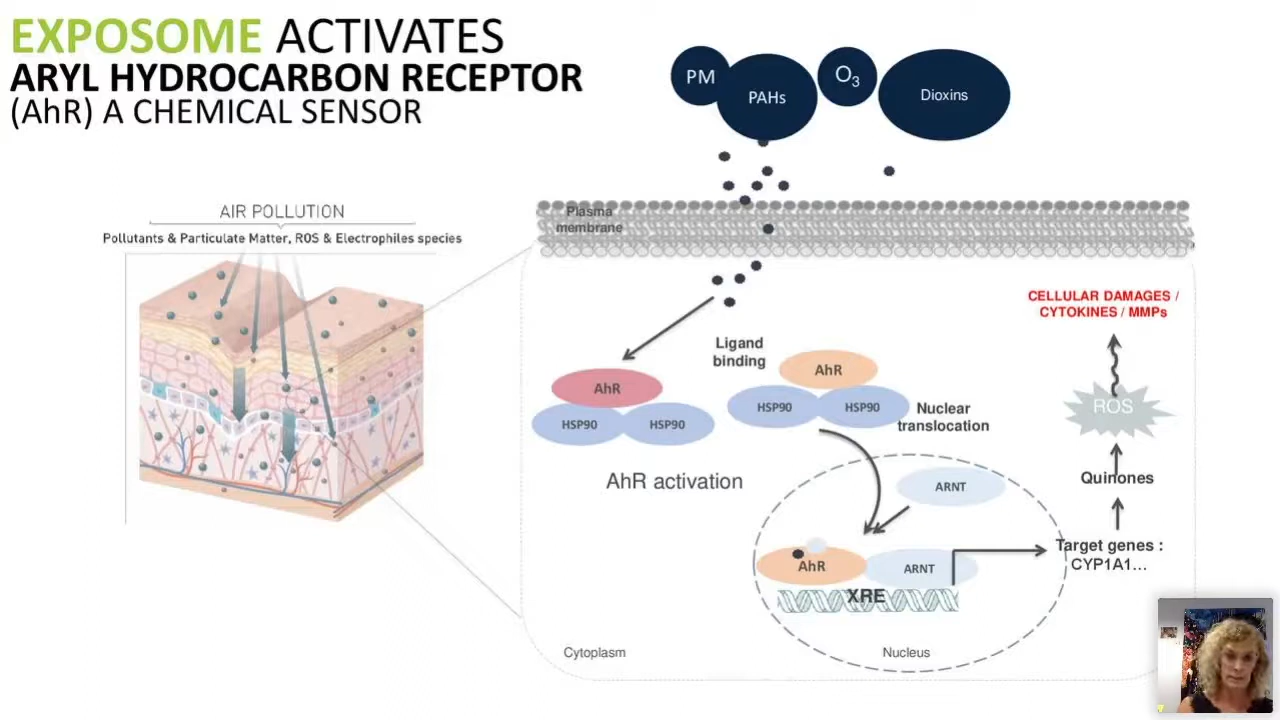 EXPOSOME ACTIVATES
ARYL HYDROCARBON RECEPTOR
(AhR) A CHEMICAL SENSOR
PM
PAHs
O3
Dioxins
AIR POLLUTION
Pollutants & Particulate Matter, ROS & Electrophiles species
Plasma
membrane
CELLULAR DAMAGES /
CYTOKINES / MMPs
Ligand
binding
AhR
HSP90
HSP90
AhR
HSP90
HSP90
Nuclear
translocation
ROS
AhR activation
Quinones
ARNT
Target genes :
CYP1A1...
AhR
ARNT
XRE
Cytoplasm
Nucleus